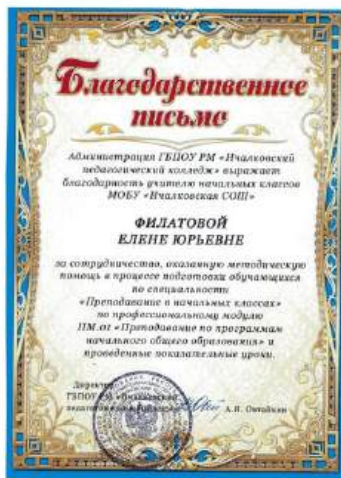 Благодарственное
письмо
Администрация ГБПОУ РМ «Ичалковский
педагогический колледж» выражает
благодарность учителю начальных классов
МОБУ «Ичалковская СОШ»
ФИЛАТОВОЙ
ЕЛЕНЕ ЮРЬЕВНЕ
за сотрудничество, оказанную методическую
помощь в процессе подготовки обучающихся
по специальности
«Преподавание в начальных классах»
по профессиональному модулю
ПМ.01 «Преподавание по программам
начального общего образования» и
проведенные показательные уроки.
Директор
ГБПОУ РМ «Ичалковский
педагогический колледж»